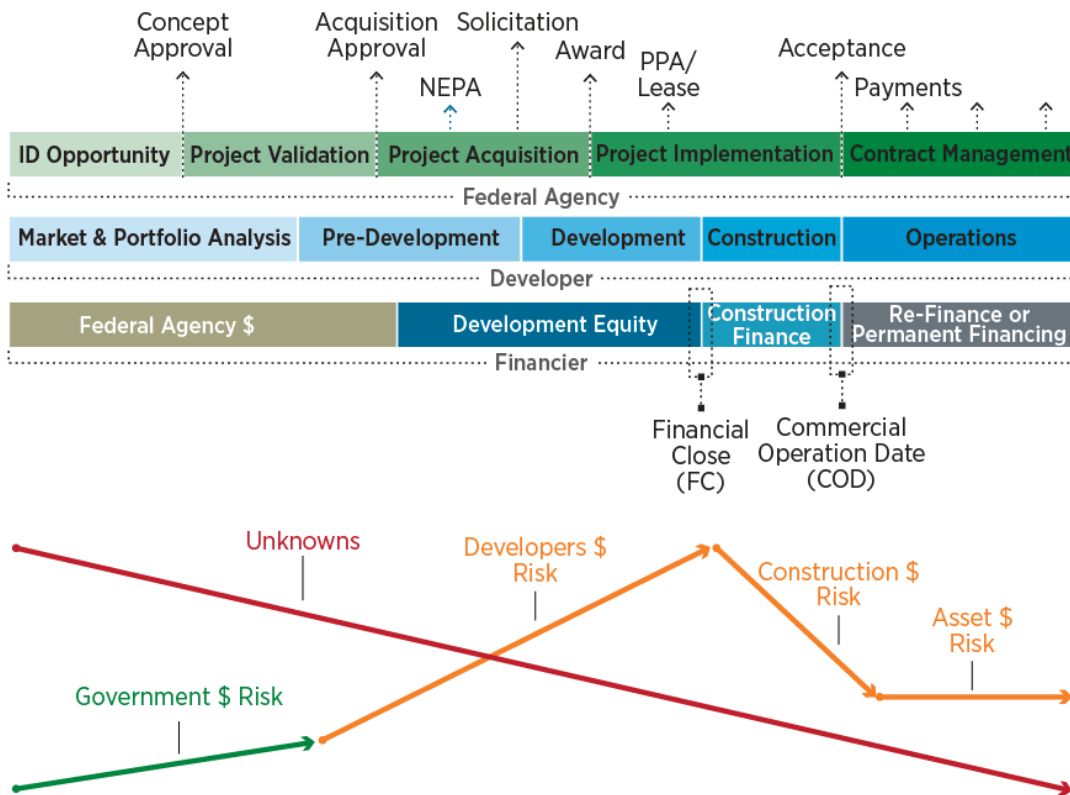 Concept
Approval
Acquisition
Approval
Solicitation
NEPA
Award
PPA/
Lease
Acceptance
Payments
ID Opportunity
Project Validation
Project Acquisition
Project Implementation
Contract Management
Federal Agency
Market & Portfolio Analysis
Pre-Development
Development
Construction
Operations
Developer
Federal Agency $
Development Equity
Construction
Finance
Re-Finance or
Permanent Financing
Financier
Financial
Close
(FC)
Commercial
Operation Date
(COD)
Unknowns
Developers $
Risk
Construction $
Risk
Asset $
Risk
Government $ Risk